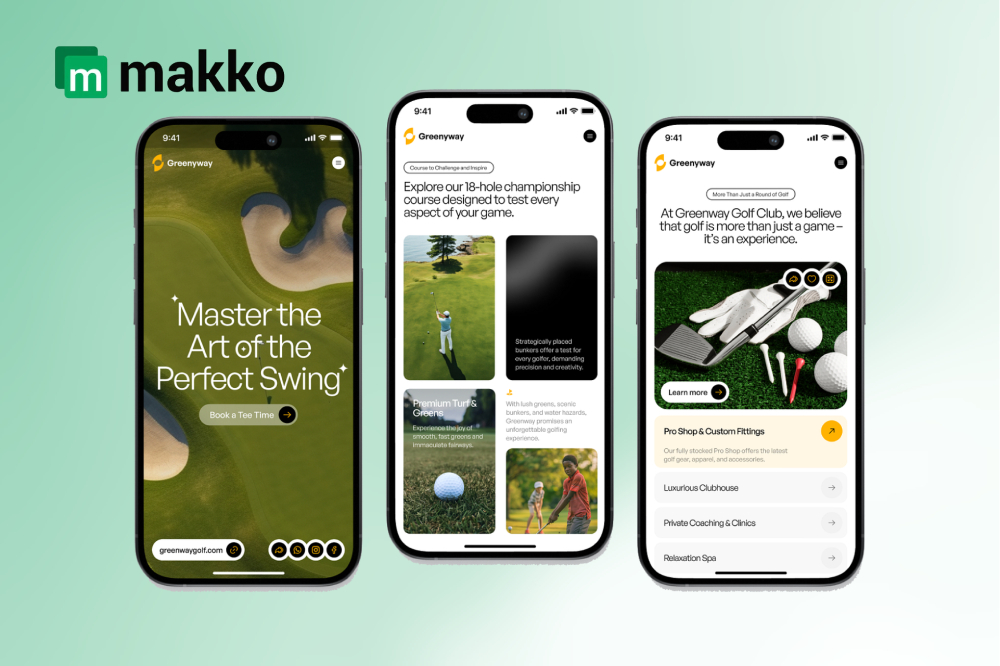 m makko
9:41
Greenyway
Master the
Art of the
Perfect Swing
Book a Tee Time
greenwaygolf.com
9:41
Greenyway
Course to Challenge and Inspire
Explore our 18-hole championship
course designed to test every
aspect of your game.
Strategically placed
bunkers offer a test for
every golfer, demanding
precision and creativity.
Premium Turf &
Greens
Experience the joy of
smooth, fast greens and
immaculate fairways.
With lush greens, scenic
bunkers, and water hazards,
Greenway promises an
unforgettable golfing
experience.
9:41
Greenyway
More Than Just a Round of Golf
At Greenway Golf Club, we believe
that golf is more than just a game –
it's an experience.
Learn more
Pro Shop & Custom Fittings
Our fully stocked Pro Shop offers the latest
golf gear, apparel, and accessories.
Luxurious Clubhouse
Private Coaching & Clinics
Relaxation Spa